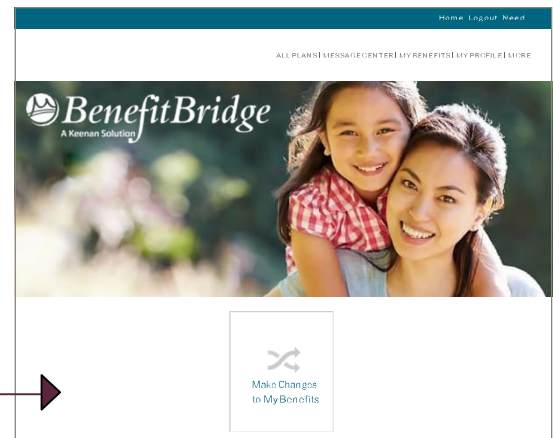 Home Logout Need
ALL PLANS| MESSAGE CENTER| MY BENEFITS| MY PROFILE| MORE
BenefitBridge
A Keenan Solution
Make Changes
to My Benefits